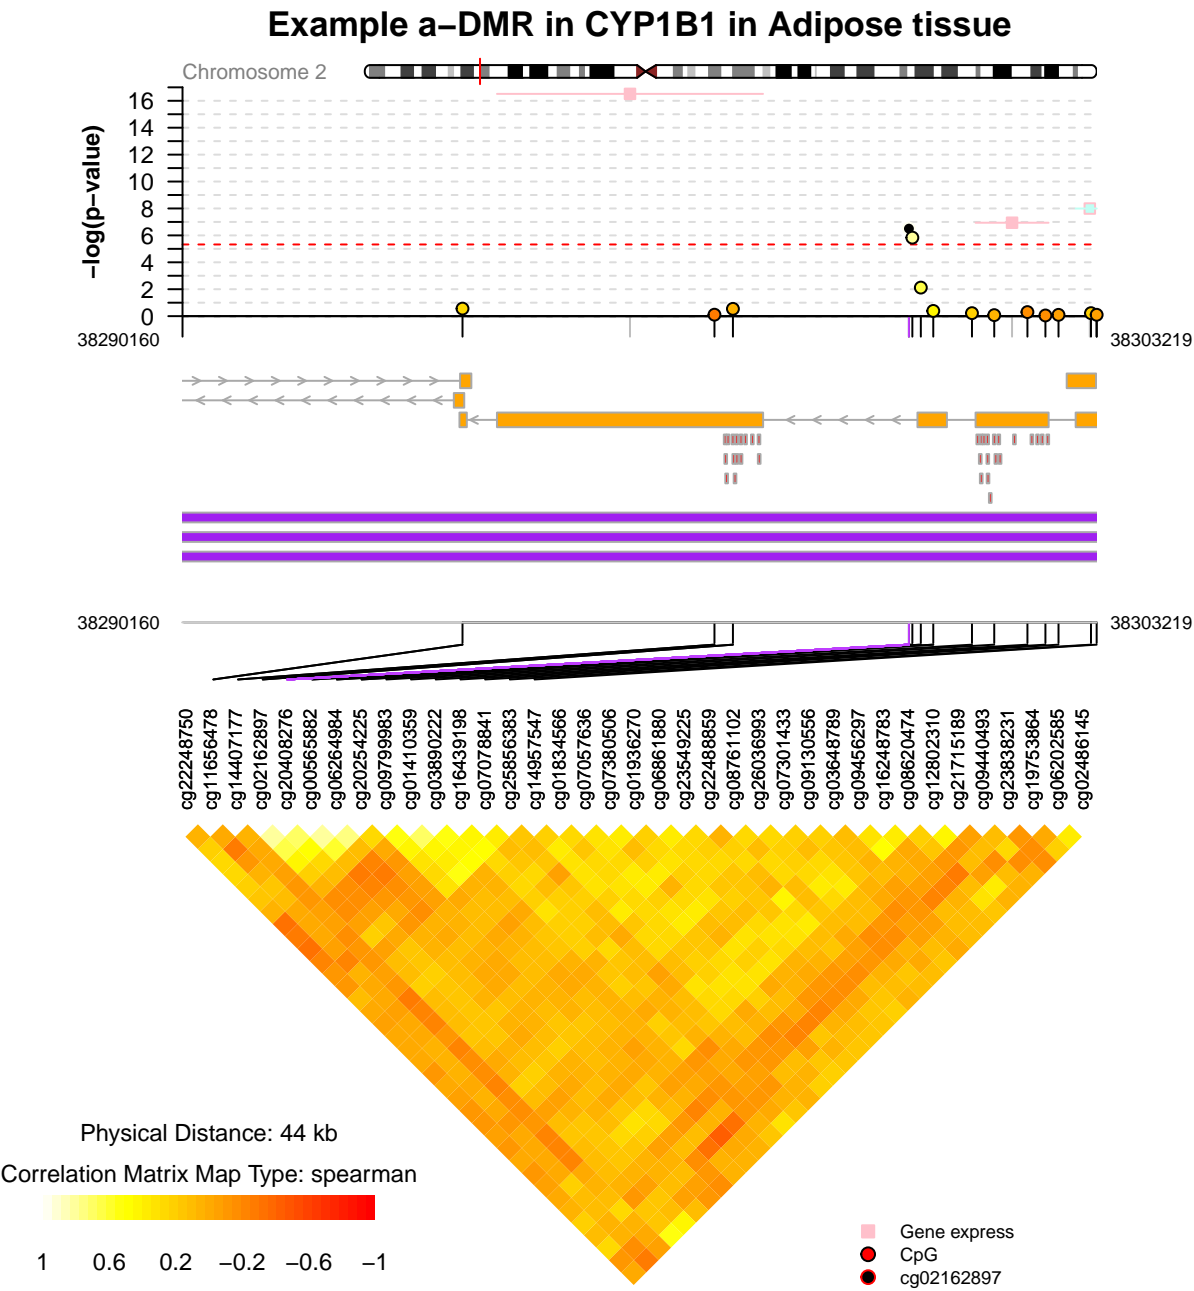 Example a–DMR in CYP1B1 in Adipose tissue
Chromosome 2
–log(p–value)
16
14
12
10
8
6
4
2
0
38290160
38303219
38290160
38303219
cg22248750
cg11656478
cg14407177
cg02162897
cg20408276
cg00565882
cg06264984
cg20254225
cg09799983
cg01410359
cg03890222
cg16439198
cg07078841
cg25856383
cg14957547
cg01834566
cg07057636
cg07380506
cg01936270
cg06861880
cg23549225
cg22488859
cg08761102
cg26036993
cg07301433
cg09130556
cg03648789
cg09456297
cg16248783
cg08620474
cg12802310
cg21715189
cg09440493
cg23838231
cg19753864
cg06202585
cg02486145
Physical Distance: 44 kb
Correlation Matrix Map Type: spearman
1 0.6 0.2 –0.2 –0.6 –1
Gene express
CpG
cg02162897